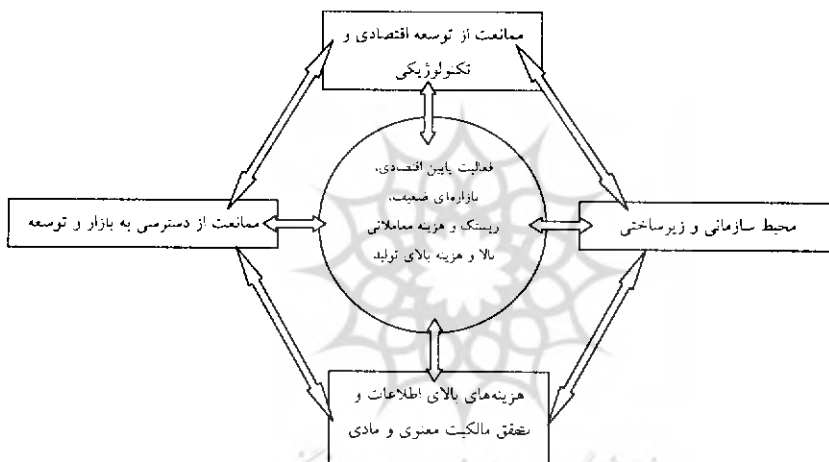 ممانعت از توسعه اقتصادی و
تکنولوژیکی
فعالیت پایین اقتصادی،
بازارهای ضعیف،
ریسک و هزینه معاملاتی
بالا و هزینه بالای تولید
ممانعت از دسترسی به بازار و توسعه
محیط سازمانی و زیرساختی
هزینه‌های بالای اطلاعات و
تحقق مالکیت معنوی و مادی